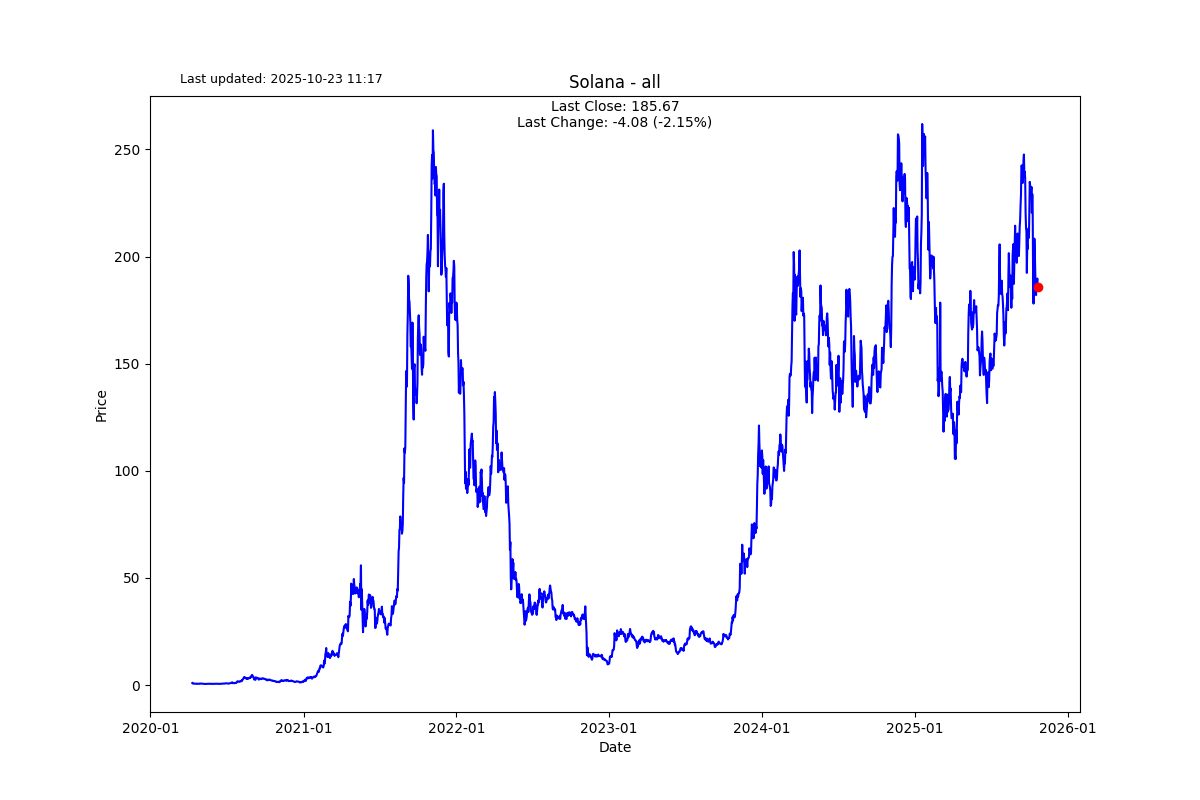 Last updated: 2025-10-23 11:17
Solana - all
Last Close: 185.67
Last Change: -4.08 (-2.15%)
250
200
150
100
50
0
Price
2020-01
2021-01
2022-01
2023-01
2024-01
2025-01
2026-01
Date